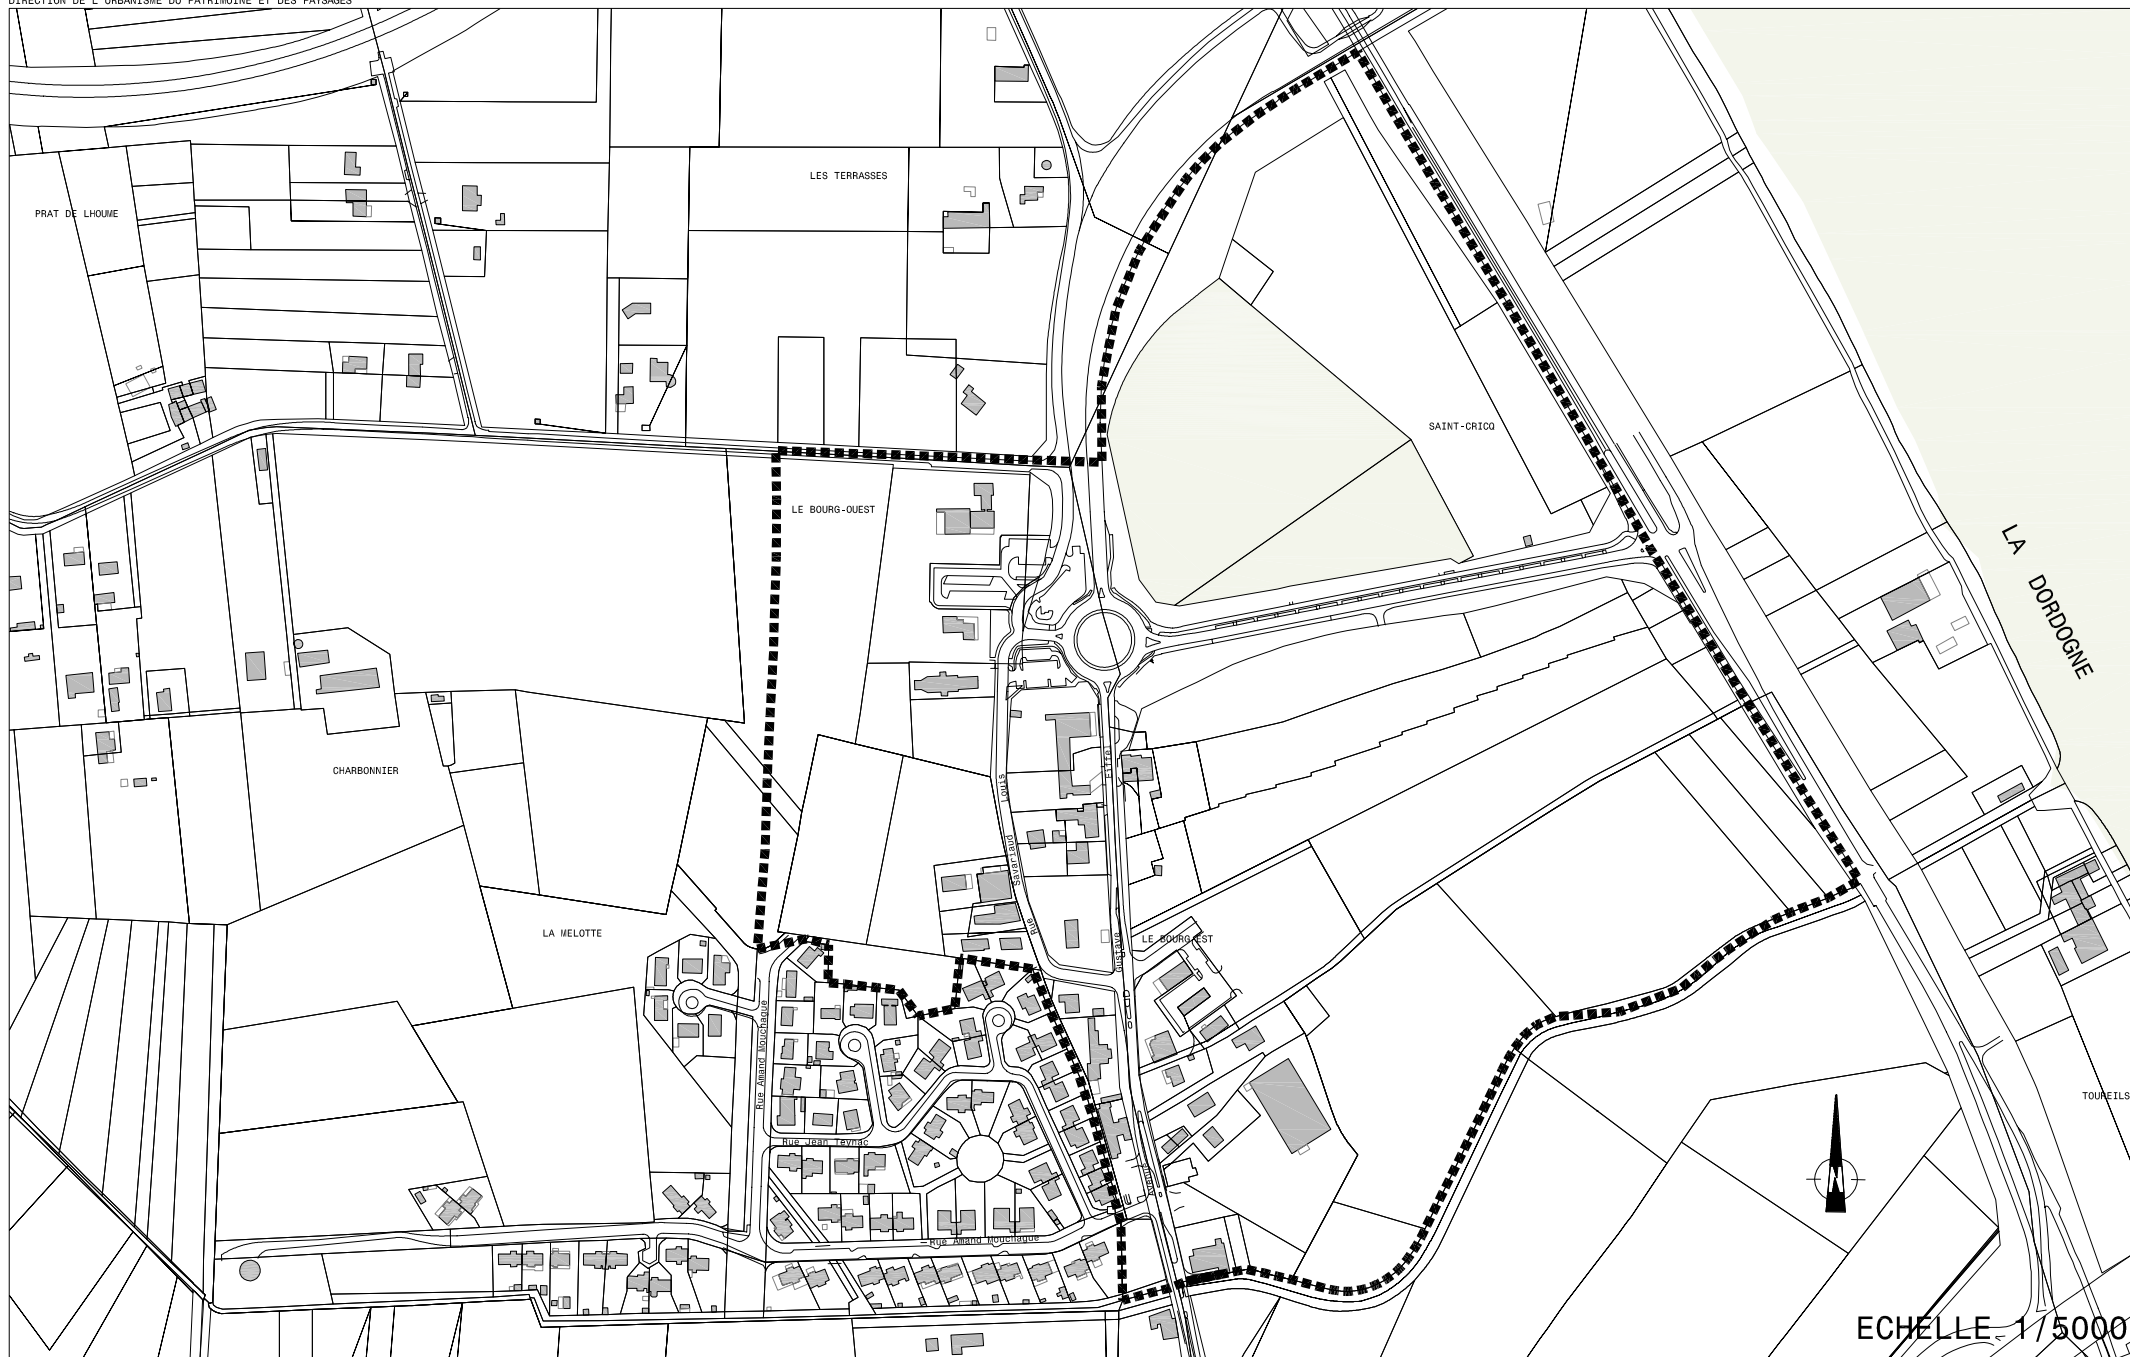 DIRECTION DE L'URBANISME DU PATRIMOINE ET DES PAYSAGES
LES TERRASSES
PRAT DE LHOUME
SAINT-CRICQ
LE BOURG-OUEST
LA DORDOGNE
CHARBONNIER
Rue Louis Savariaud
Avenue Gustave Eiffel
LA MELOTTE
LE BOURG-EST
Rue Amand Mouchague
TOUREILS
Rue Jean Teynac
Rue Amand Mouchague
ECHELLE 1/5000